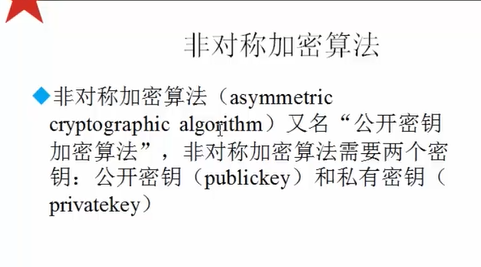 非对称加密算法
非对称加密算法（asymmetric
cryptographic algorithm）又名“公开密钥
加密算法”，非对称加密算法需要两个密
钥：公开密钥（publickey）和私有密钥（
privatekey）